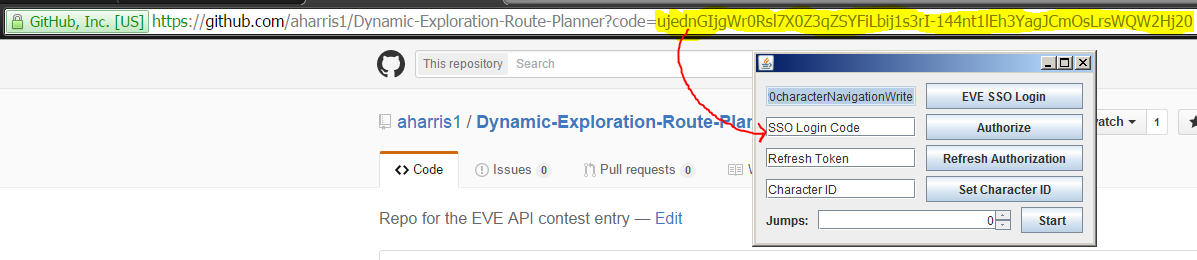 GitHub, Inc. [US] https://github.com/aharris1/Dynamic-Exploration-Route-Planner?code=ujednGIjgWr0Rsl7X0Z3qZSYFiLbij1s3rI-144nt1lEh3YagJCmOsLrsWQW2Hj20
This repository Search
0characterNavigationWrite EVE SSO Login
aharris1 / Dynamic-Exploration-Route-Pla
SSO Login Code Authorize
atch 1
Refresh Token Refresh Authorization
Code Issues 0 Pull requests 0 W
Character ID Set Character ID
Jumps: 0 Start
Repo for the EVE API contest entry — Edit